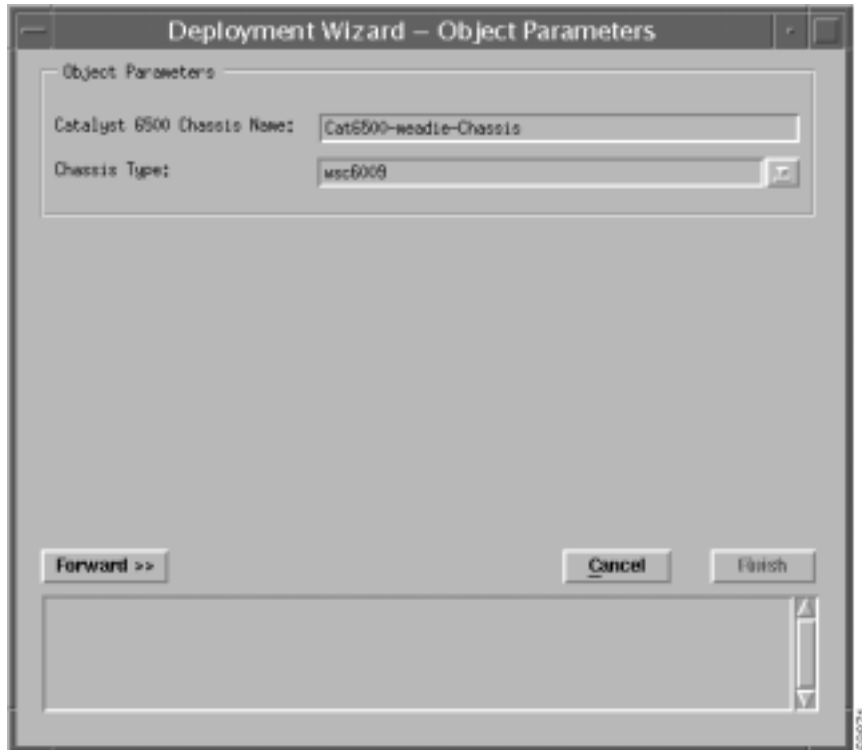 Deployment Wizard – Object Parameters
Object Parameters
Catalyst 6500 Chassis Name: Cat6500-meadie-Chassis
Chassis Type: wsc6009
Forward >> Cancel Finish